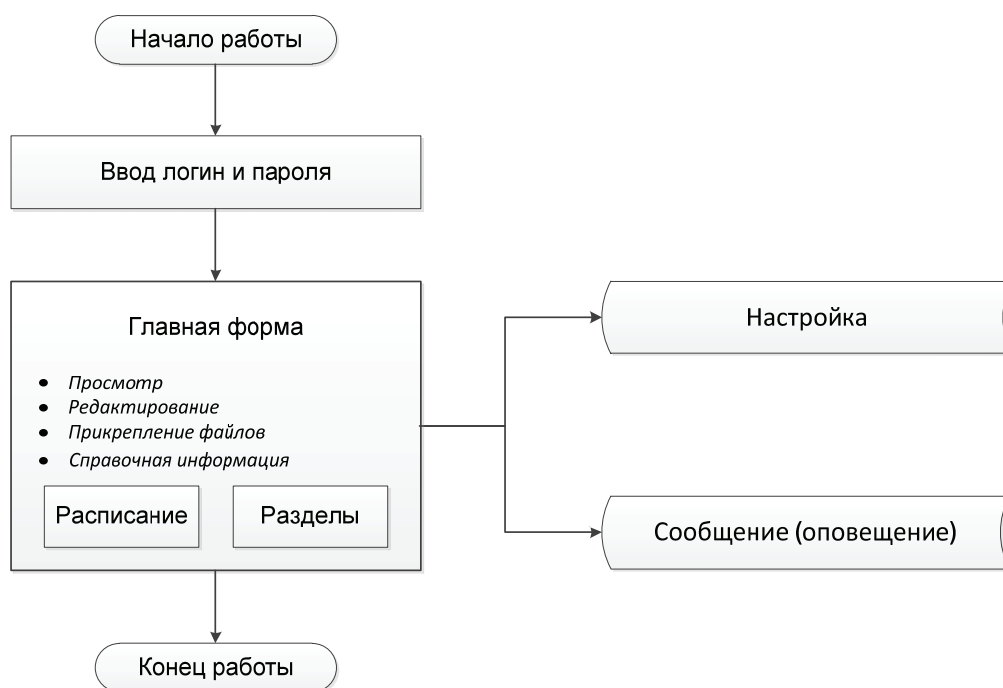 Начало работы
Ввод логин и пароля
Главная форма
• Просмотр
• Редактирование
• Прикрепление файлов
• Справочная информация
Расписание
Разделы
Настройка
Сообщение (оповещение)
Конец работы